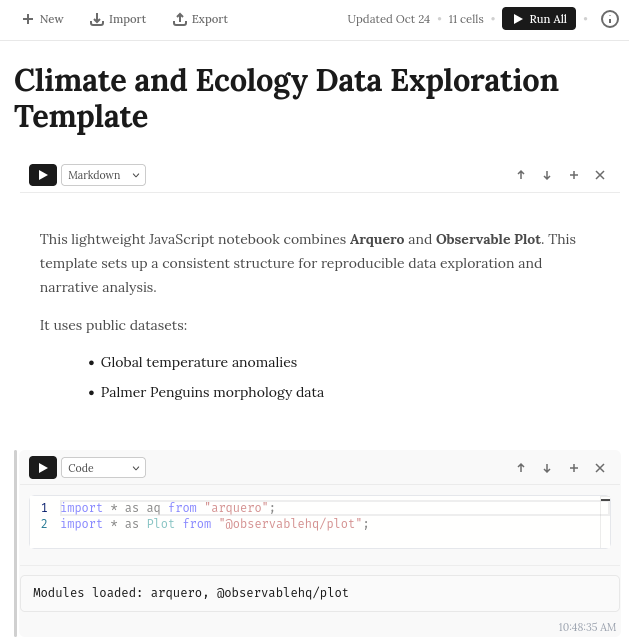 New Import Export Updated Oct 24 • 11 cells • Run All •
Climate and Ecology Data Exploration
Template
Markdown
This lightweight JavaScript notebook combines Arquero and Observable Plot. This
template sets up a consistent structure for reproducible data exploration and
narrative analysis.
It uses public datasets:
• Global temperature anomalies
• Palmer Penguins morphology data
Code
1 import * as aq from "arquero";
2 import * as Plot from "@observablehq/plot";
Modules loaded: arquero, @observablehq/plot
10:48:35 AM